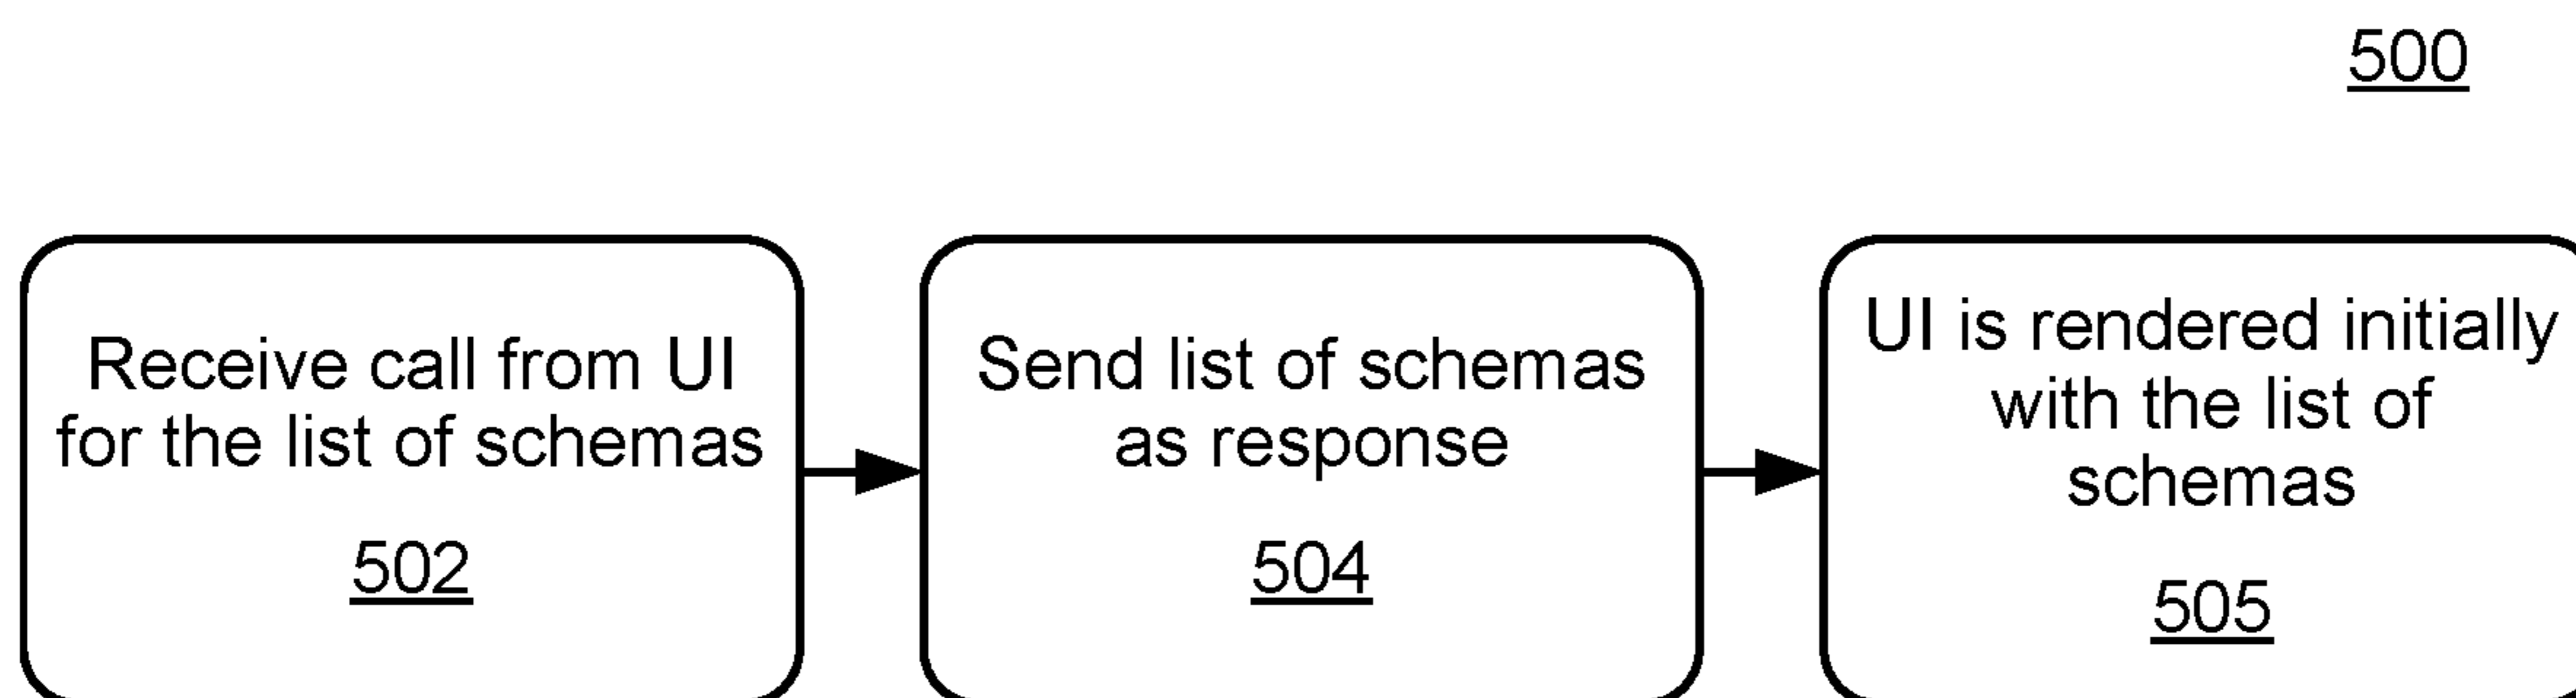 500
Receive call from UI
for the list of schemas
502
Send list of schemas
as response
504
UI is rendered initially
with the list of
schemas
505